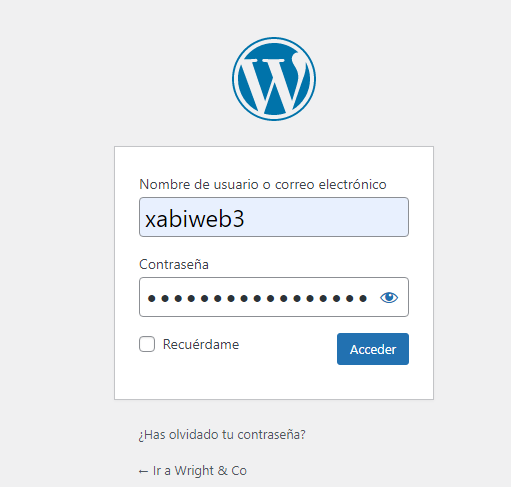 Nombre de usuario o correo electrónico
xabiweb3
Contraseña
•••••••••••••••••
Recuérdame
Acceder
¿Has olvidado tu contraseña?
← Ir a Wright & Co